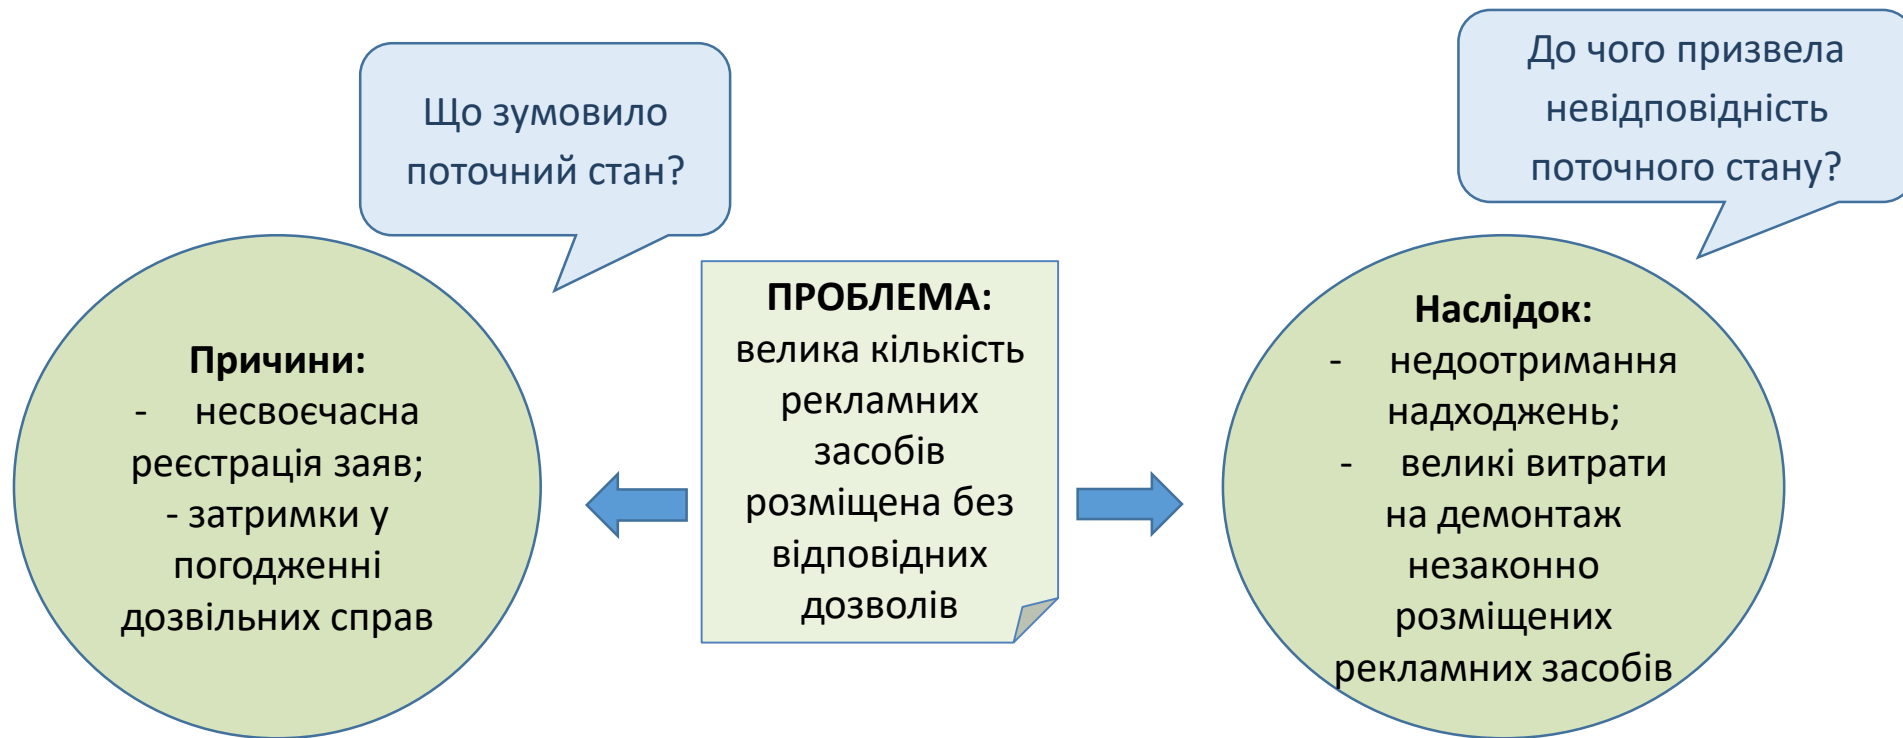 Що зумовило
поточний стан?
До чого призвела
невідповідність
поточного стану?
Причини:
- несвоєчасна
реєстрація заяв;
- затримки у
погодженні
дозвільних справ
ПРОБЛЕМА:
велика кількість
рекламних
засобів
розміщена без
відповідних
дозволів
Наслідок:
- недоотримання
надходжень;
- великі витрати
на демонтаж
незаконно
розміщених
рекламних засобів